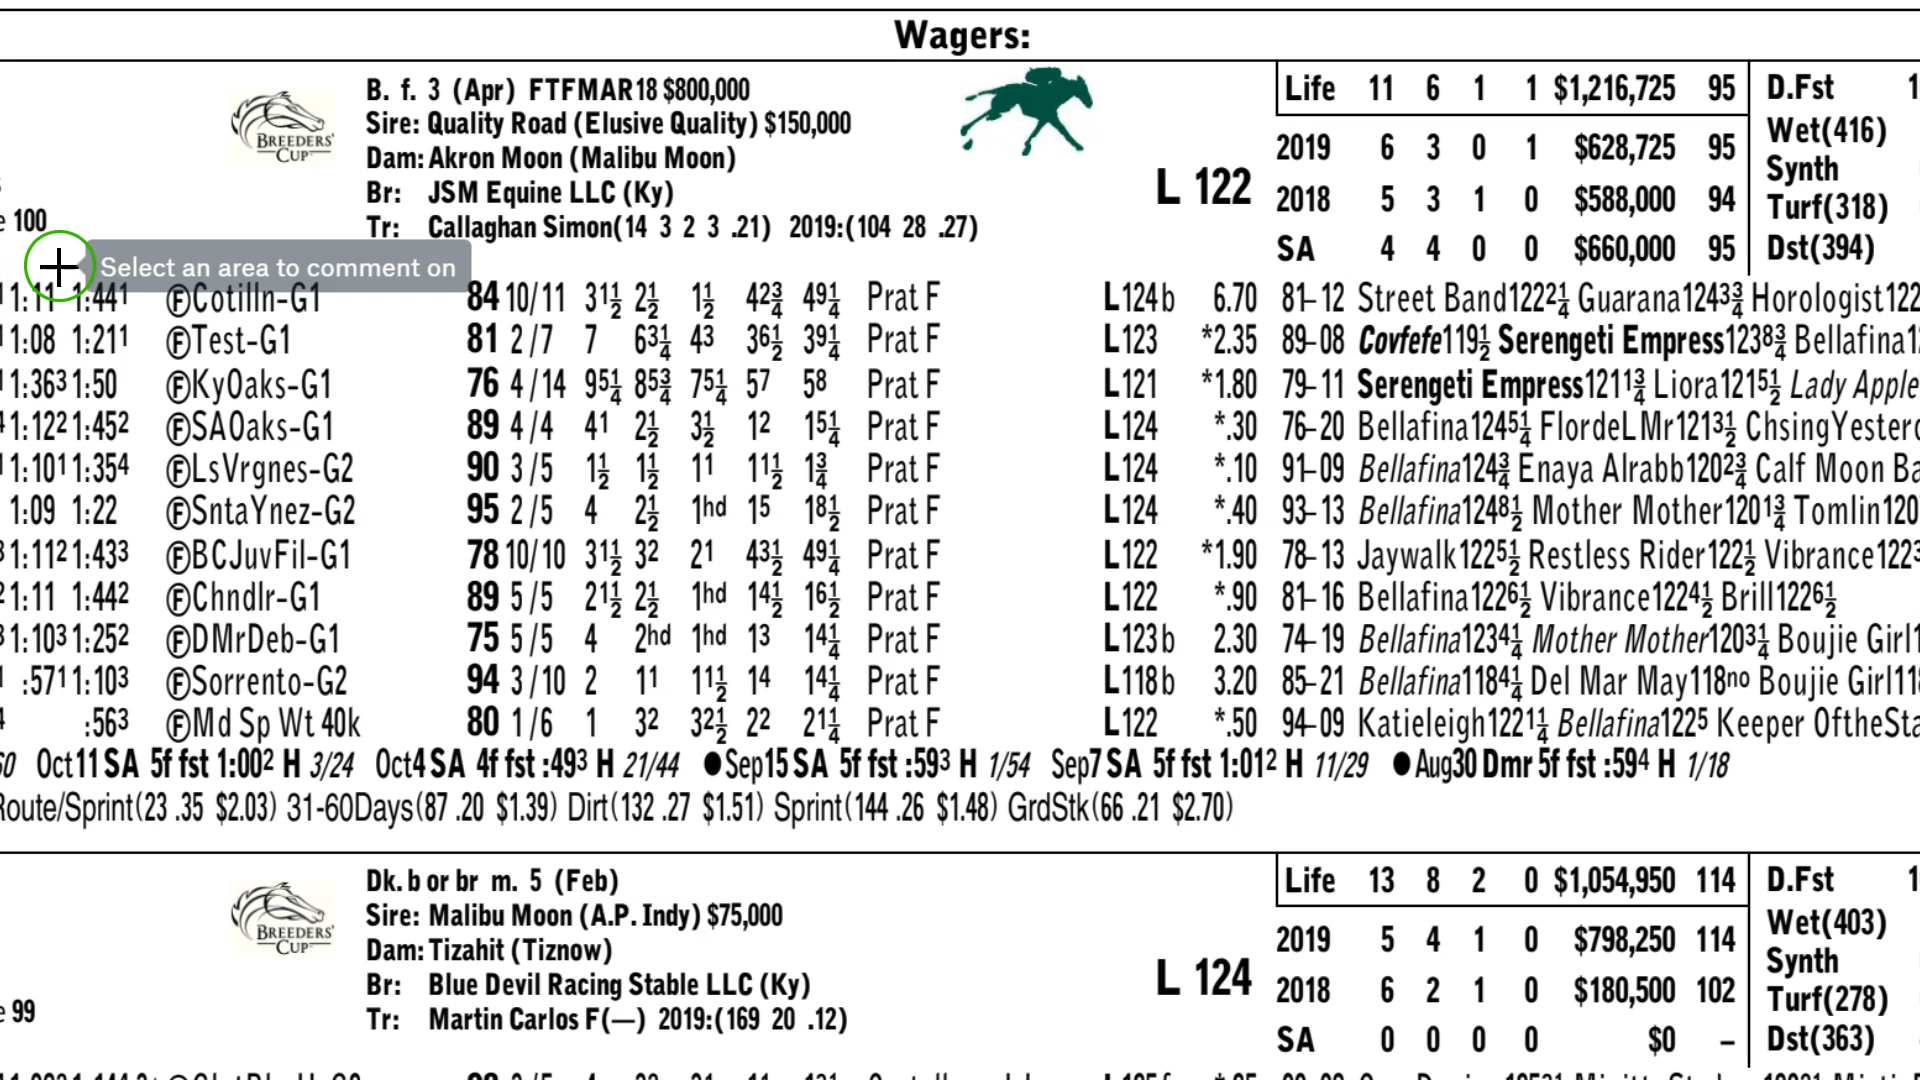 Wagers:
B. f. 3 (Apr) FTFMAR18 $800,000
Sire: Quality Road (Elusive Quality) $150,000
Dam: Akron Moon (Malibu Moon)
Br: JSM Equine LLC (Ky)
Tr: Callaghan Simon(14 3 2 3 .21) 2019:(104 28 .27)
BREEDERS' CUP
L 122
Life 11 6 1 1 $1,216,725 95
2019 6 3 0 1 $628,725 95
2018 5 3 1 0 $588,000 94
SA 4 4 0 0 $660,000 95
D.Fst 1
Wet(416)
Synth
Turf(318)
Dst(394)
e 100
Select an area to comment on
1:11 1:44¹ ⒻCotilln-G1 84 10/11 31½ 2½ 1½ 42¾ 49¼ Prat F L124b 6.70 81-12 Street Band122²¼ Guarana124³¾ Horologist122
1:08 1:21¹ ⒻTest-G1 81 2/7 7 63¼ 43 36½ 39¼ Prat F L123 *2.35 89-08 Covfefe119½ Serengeti Empress123⁸¾ Bellafina1
1:36³ 1:50 ⒻKyOaks-G1 76 4/14 95¼ 85¾ 75¼ 57 58 Prat F L121 *1.80 79-11 Serengeti Empress121¹¾ Liora121⁵½ Lady Apple
1:12² 1:45² ⒻSAOaks-G1 89 4/4 41 2½ 3½ 12 15¼ Prat F L124 *.30 76-20 Bellafina124⁵¼ FlordeLMr121³½ ChsingYesterd
1:10¹ 1:35⁴ ⒻLsVrgnes-G2 90 3/5 1½ 1½ 11 11½ 1¾ Prat F L124 *.10 91-09 Bellafina124¾ Enaya Alrabb120²¾ Calf Moon Ba
1:09 1:22 ⒻSntaYnez-G2 95 2/5 4 2½ 1hd 15 18½ Prat F L124 *.40 93-13 Bellafina124⁸½ Mother Mother120¹¾ Tomlin120
1:11² 1:43³ ⒻBCJuvFil-G1 78 10/10 31½ 32 21 43½ 49¼ Prat F L122 *1.90 78-13 Jaywalk122⁵½ Restless Rider122½ Vibrance122³
1:11 1:44² ⒻChndlr-G1 89 5/5 21½ 2½ 1hd 14½ 16½ Prat F L122 *.90 81-16 Bellafina122⁶½ Vibrance122⁴½ Brill122⁶½
1:10³ 1:25² ⒻDMrDeb-G1 75 5/5 4 2hd 1hd 13 14¼ Prat F L123b 2.30 74-19 Bellafina123⁴¼ Mother Mother120³¼ Boujie Girl1
:57¹ 1:10³ ⒻSorrento-G2 94 3/10 2 11 11½ 14 14¼ Prat F L118b 3.20 85-21 Bellafina118⁴¼ Del Mar May118no Boujie Girl118
:56³ ⒻMd Sp Wt 40k 80 1/6 1 32 32½ 22 21¼ Prat F L122 *.50 94-09 Katieleigh122¹¼ Bellafina122⁵ Keeper OftheSta
60 Oct11 SA 5f fst 1:00² H 3/24 Oct4 SA 4f fst :49³ H 21/44 ●Sep15 SA 5f fst :59³ H 1/54 Sep7 SA 5f fst 1:01² H 11/29 ●Aug30 Dmr 5f fst :59⁴ H 1/18
Route/Sprint(23 .35 $2.03) 31-60Days(87 .20 $1.39) Dirt(132 .27 $1.51) Sprint(144 .26 $1.48) GrdStk(66 .21 $2.70)
Dk. b or br m. 5 (Feb)
Sire: Malibu Moon (A.P. Indy) $75,000
Dam: Tizahit (Tiznow)
Br: Blue Devil Racing Stable LLC (Ky)
Tr: Martin Carlos F(—) 2019:(169 20 .12)
BREEDERS' CUP
L 124
Life 13 8 2 0 $1,054,950 114
2019 5 4 1 0 $798,250 114
2018 6 2 1 0 $180,500 102
SA 0 0 0 0 $0 –
D.Fst 1
Wet(403)
Synth
Turf(278)
Dst(363)
e 99